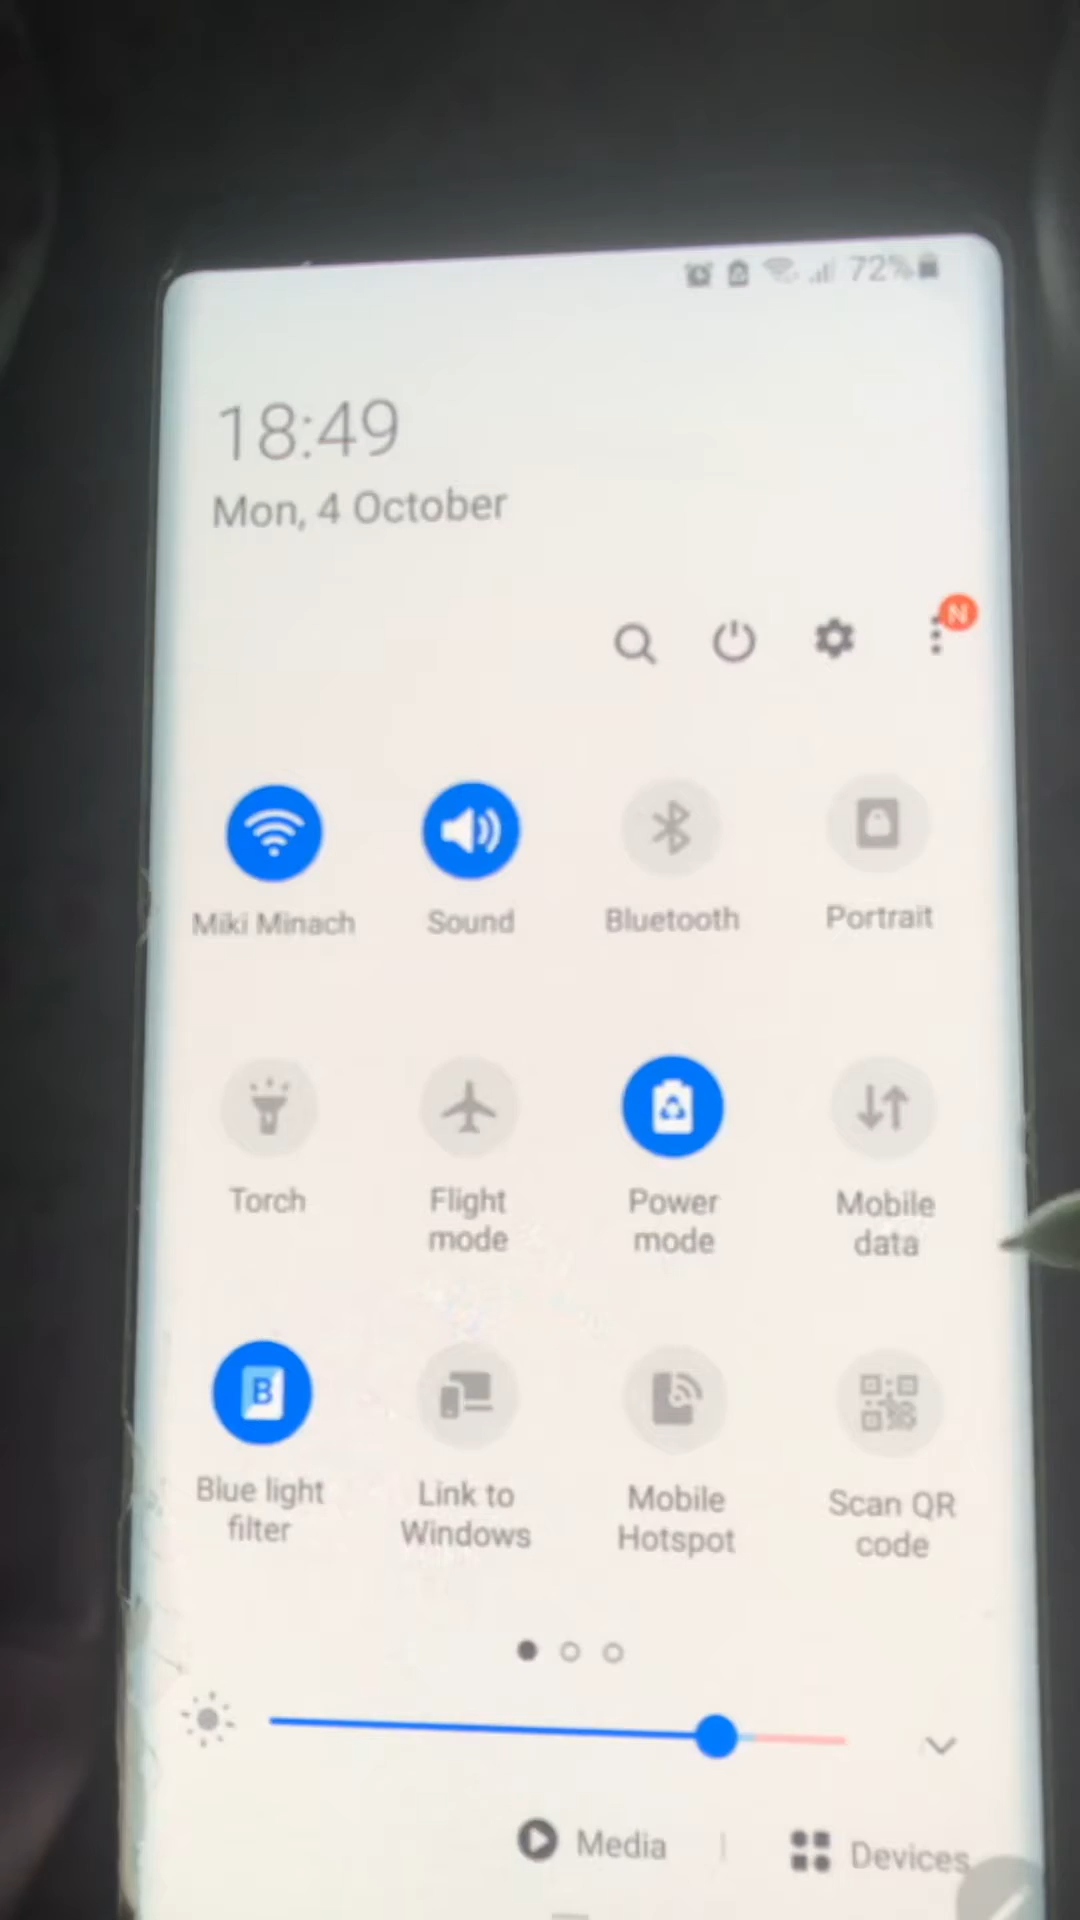 72%
18:49
Mon, 4 October
N
Miki Minach
Sound
Bluetooth
Portrait
Torch
Flight
mode
Power
mode
Mobile
data
B
Blue light
filter
Link to
Windows
Mobile
Hotspot
Scan QR
code
Media
Devices